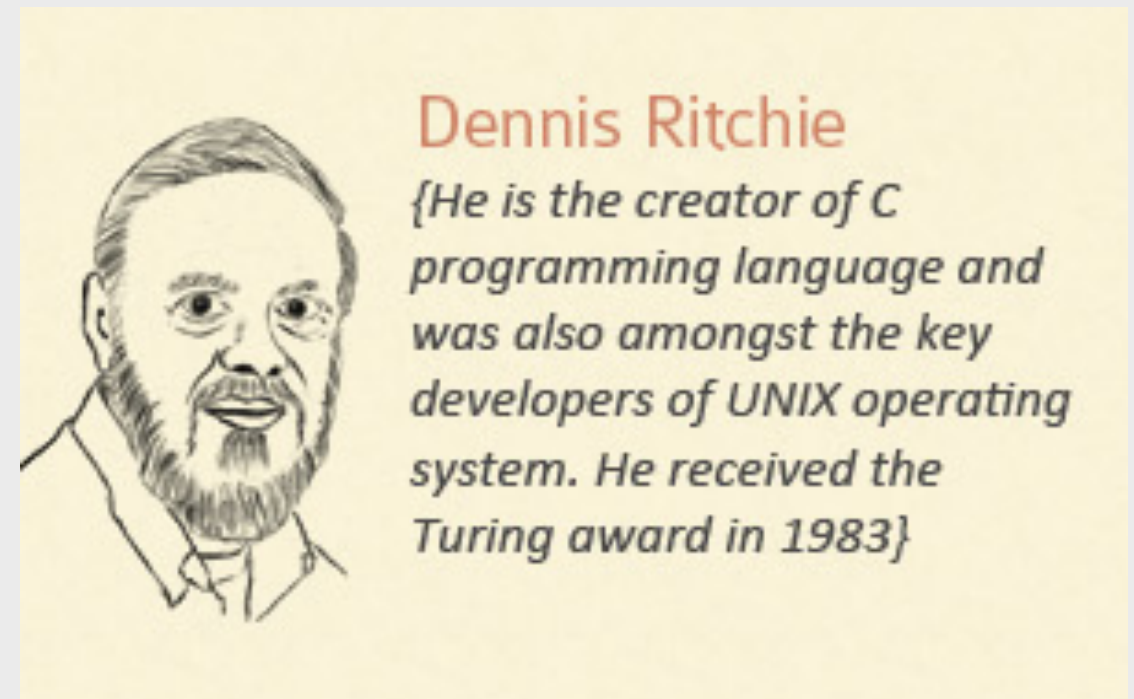 Dennis Ritchie
{He is the creator of C
programming language and
was also amongst the key
developers of UNIX operating
system. He received the
Turing award in 1983}